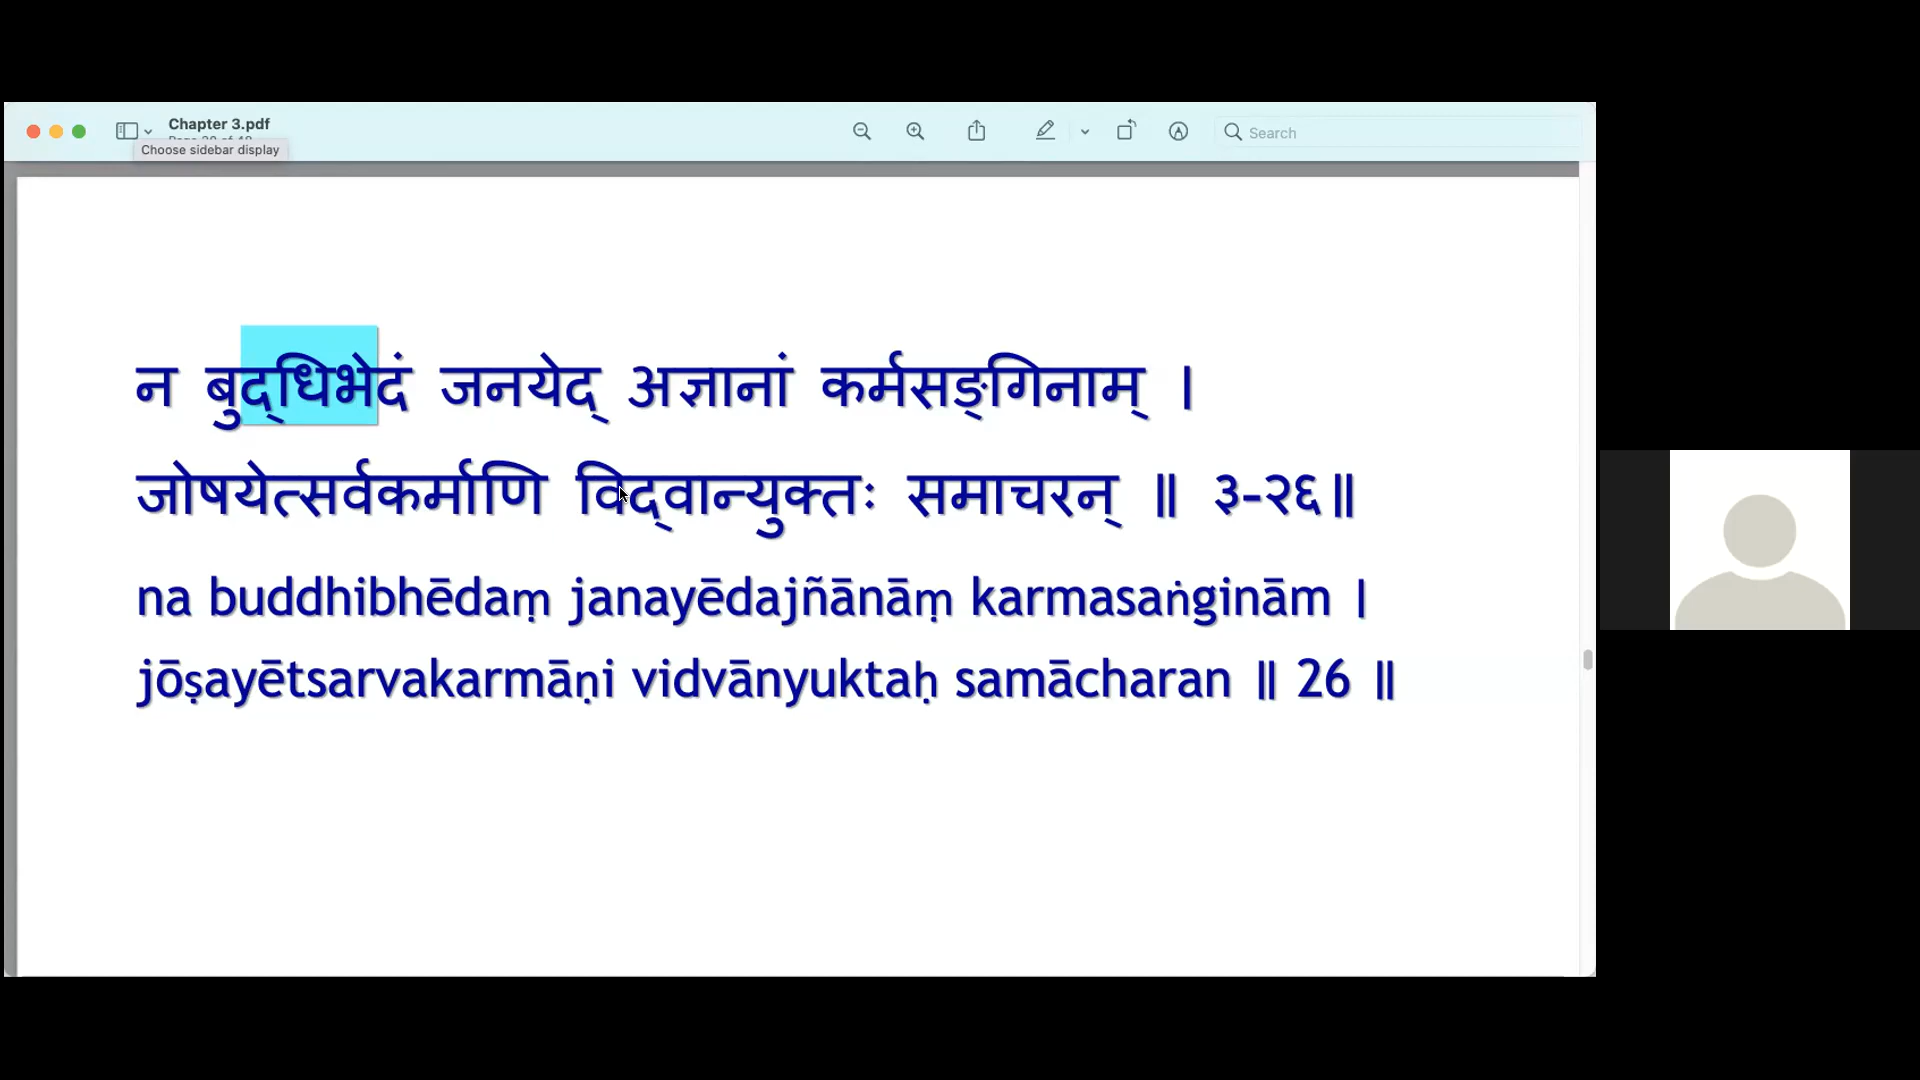 Chapter 3.pdf
Choose sidebar display
Search
न बुद्‌धिभेदं जनयेद् अज्ञानां कर्मसङ्‌गिनाम् ।
जोषयेत्सर्वकर्माणि विद्‌वान्युक्तः समाचरन् ॥ ३-२६॥
na buddhibhēdaṃ janayēdajñānāṃ karmasaṅginām |
jōṣayētsarvakarmāṇi vidvānyuktaḥ samācharan ॥ 26 ॥